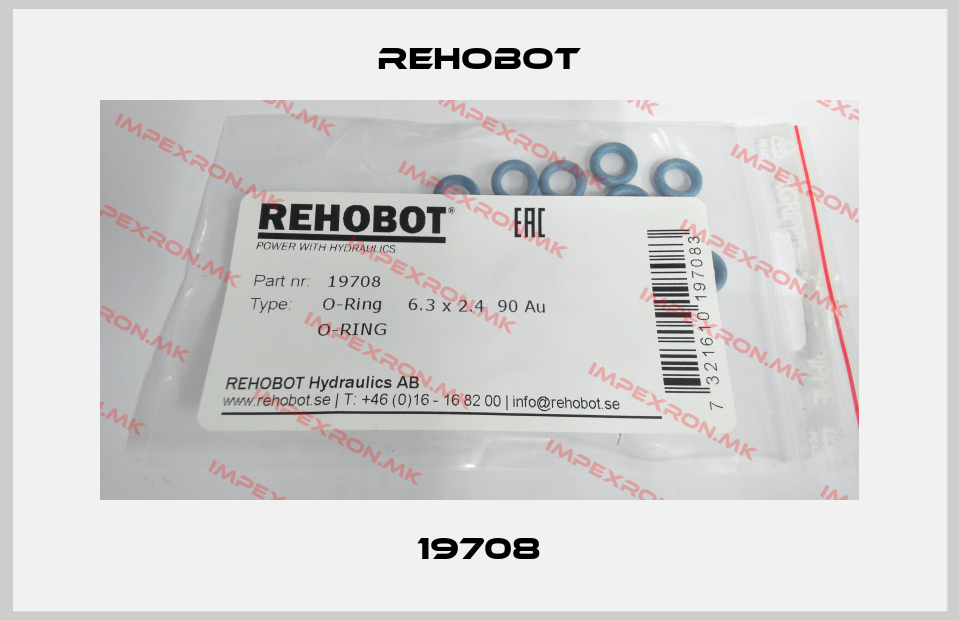 REHOBOT
REHOBOT®
EAC
POWER WITH HYDRAULICS
Part nr: 19708
Type: O-Ring 6.3 x 2.4 90 Au
O-RING
REHOBOT Hydraulics AB
www.rehobot.se | T: +46 (0)16 - 16 82 00 | info@rehobot.se
7 321610 197083
IMPEXRON.MK
19708